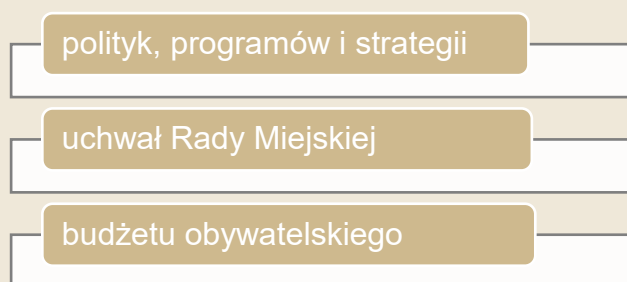 polityk, programów i strategii
uchwał Rady Miejskiej
budżetu obywatelskiego